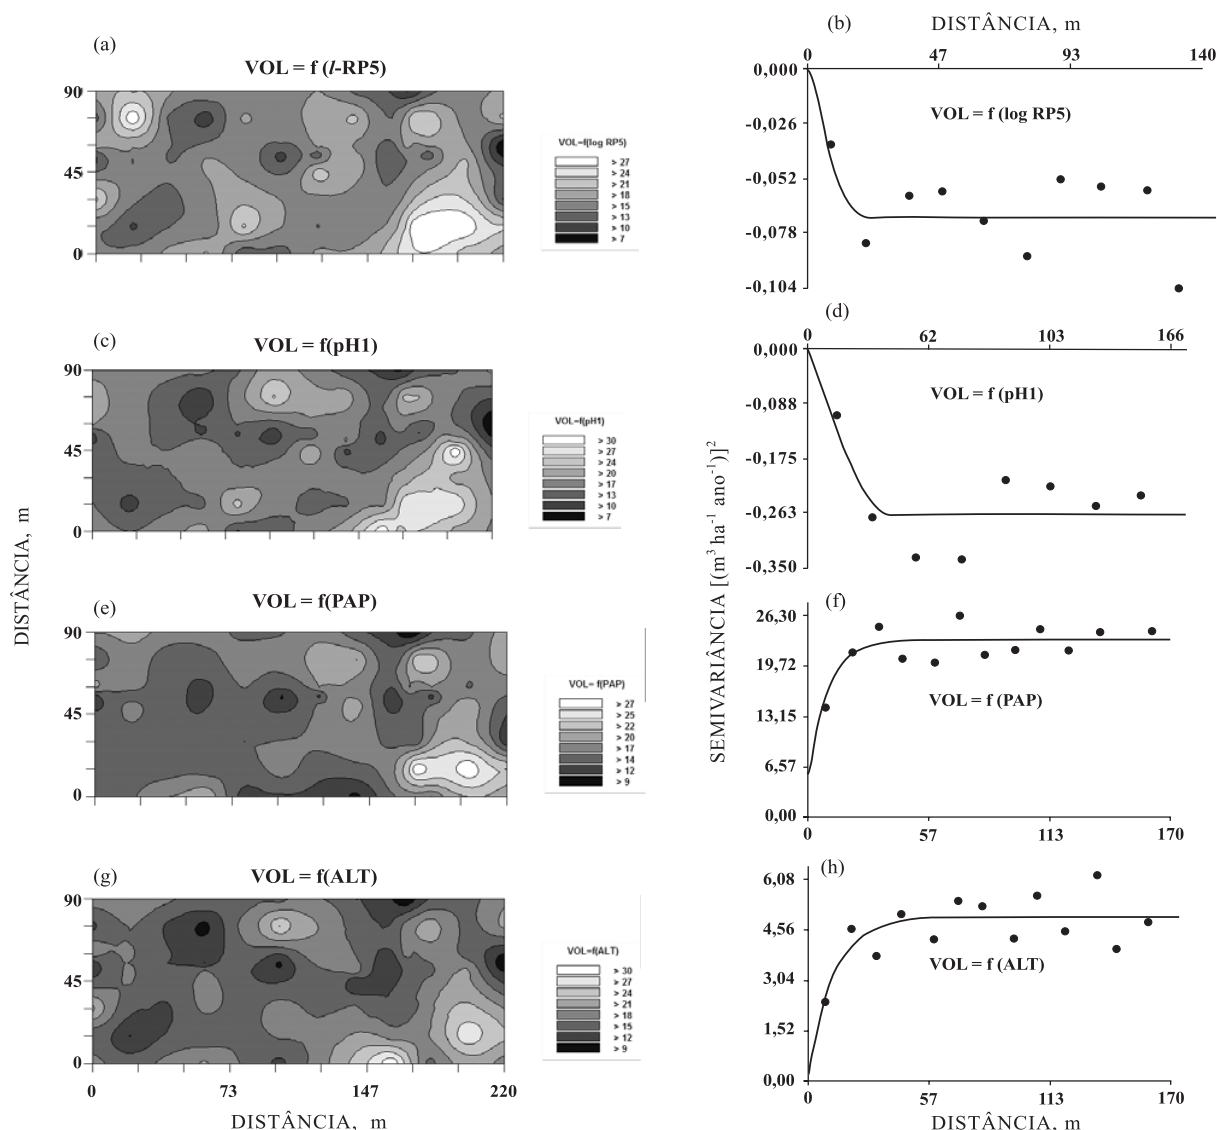 (a)
VOL = f (l-RP5)
90
45
0
VOL=f(log RP5)
> 27
> 24
> 21
> 18
> 15
> 13
> 10
> 7
(b)
DISTÂNCIA, m
0 47 93 140
0,000
-0,026
-0,052
-0,078
-0,104
VOL = f (log RP5)
(c)
VOL = f(pH1)
90
45
0
VOL=f(pH1)
> 30
> 27
> 24
> 20
> 17
> 13
> 10
> 7
(d)
0 62 103 166
0,000
-0,088
-0,175
-0,263
-0,350
VOL = f (pH1)
DISTÂNCIA, m
SEMIVARIÂNCIA [(m³ ha⁻¹ ano⁻¹)]²
(e)
VOL = f(PAP)
90
45
0
VOL= f(PAP)
> 27
> 25
> 22
> 20
> 17
> 14
> 12
> 9
(f)
26,30
19,72
13,15
6,57
0,00
VOL = f (PAP)
0 57 113 170
(g)
VOL = f(ALT)
90
45
0
0 73 147 220
DISTÂNCIA, m
VOL=f(ALT)
> 30
> 27
> 24
> 21
> 18
> 15
> 12
> 9
(h)
6,08
4,56
3,04
1,52
0,00
VOL = f (ALT)
0 57 113 170
DISTÂNCIA, m